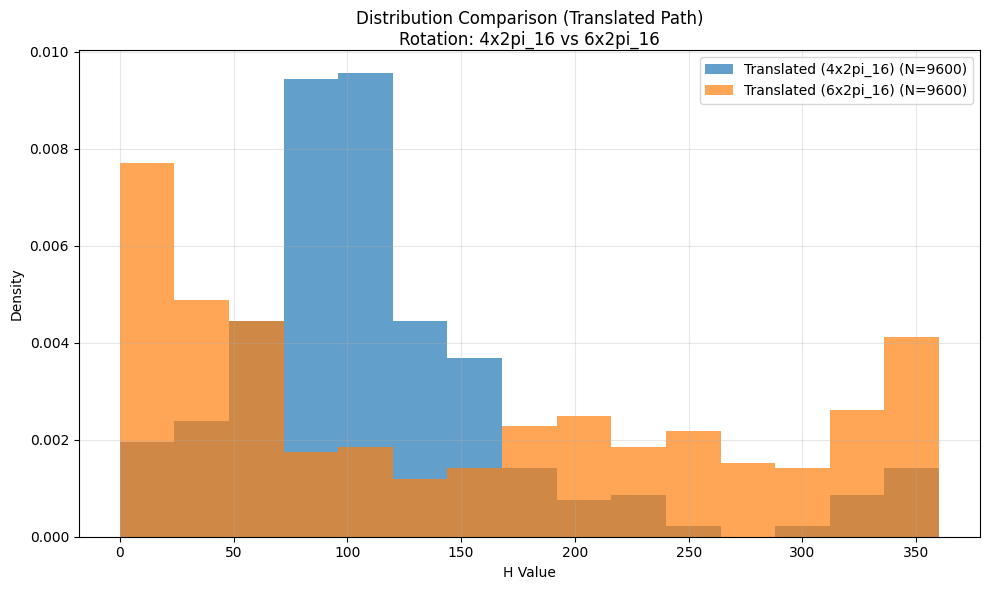 Distribution Comparison (Translated Path)
Rotation: 4x2pi_16 vs 6x2pi_16
Translated (4x2pi_16) (N=9600)
Translated (6x2pi_16) (N=9600)
Density
0.010
0.008
0.006
0.004
0.002
0.000
0 50 100 150 200 250 300 350
H Value